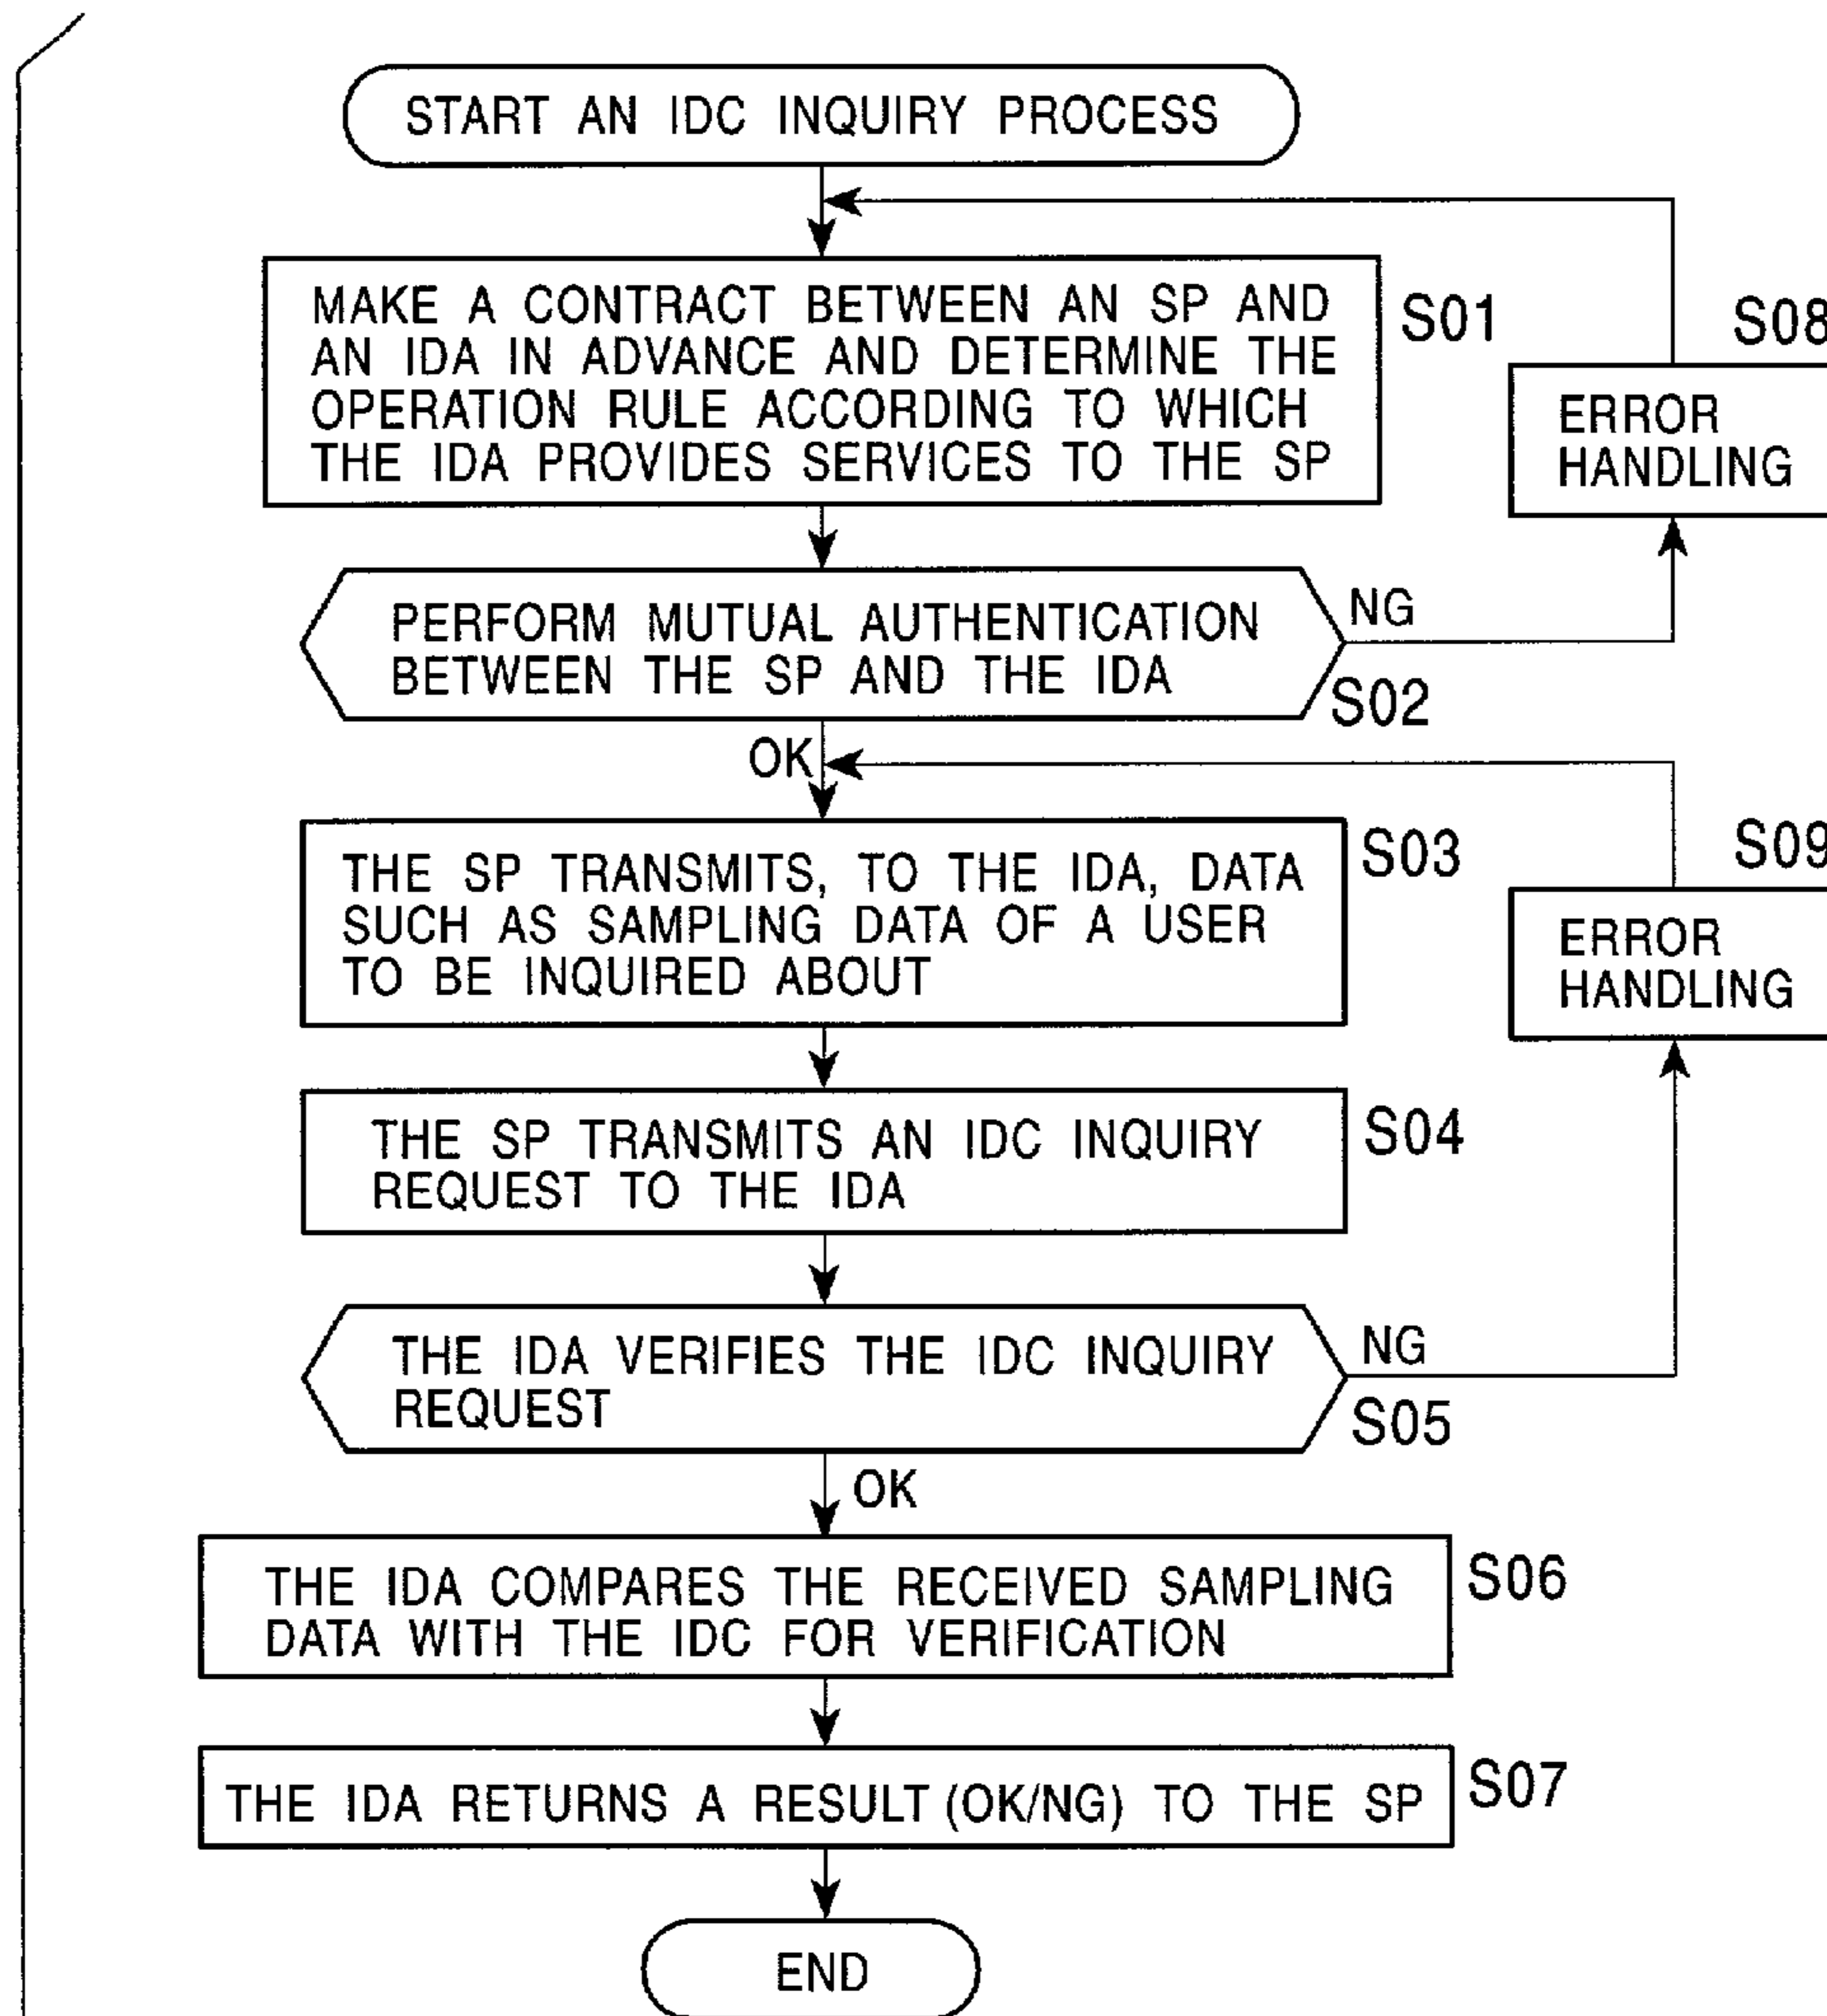 START AN IDC INQUIRY PROCESS
MAKE A CONTRACT BETWEEN AN SP AND
AN IDA IN ADVANCE AND DETERMINE THE
OPERATION RULE ACCORDING TO WHICH
THE IDA PROVIDES SERVICES TO THE SP
S01
S08
ERROR
HANDLING
PERFORM MUTUAL AUTHENTICATION
BETWEEN THE SP AND THE IDA
NG
S02
OK
THE SP TRANSMITS, TO THE IDA, DATA
SUCH AS SAMPLING DATA OF A USER
TO BE INQUIRED ABOUT
S03
S09
ERROR
HANDLING
THE SP TRANSMITS AN IDC INQUIRY
REQUEST TO THE IDA
S04
THE IDA VERIFIES THE IDC INQUIRY
REQUEST
NG
S05
OK
THE IDA COMPARES THE RECEIVED SAMPLING
DATA WITH THE IDC FOR VERIFICATION
S06
THE IDA RETURNS A RESULT (OK/NG) TO THE SP
S07
END